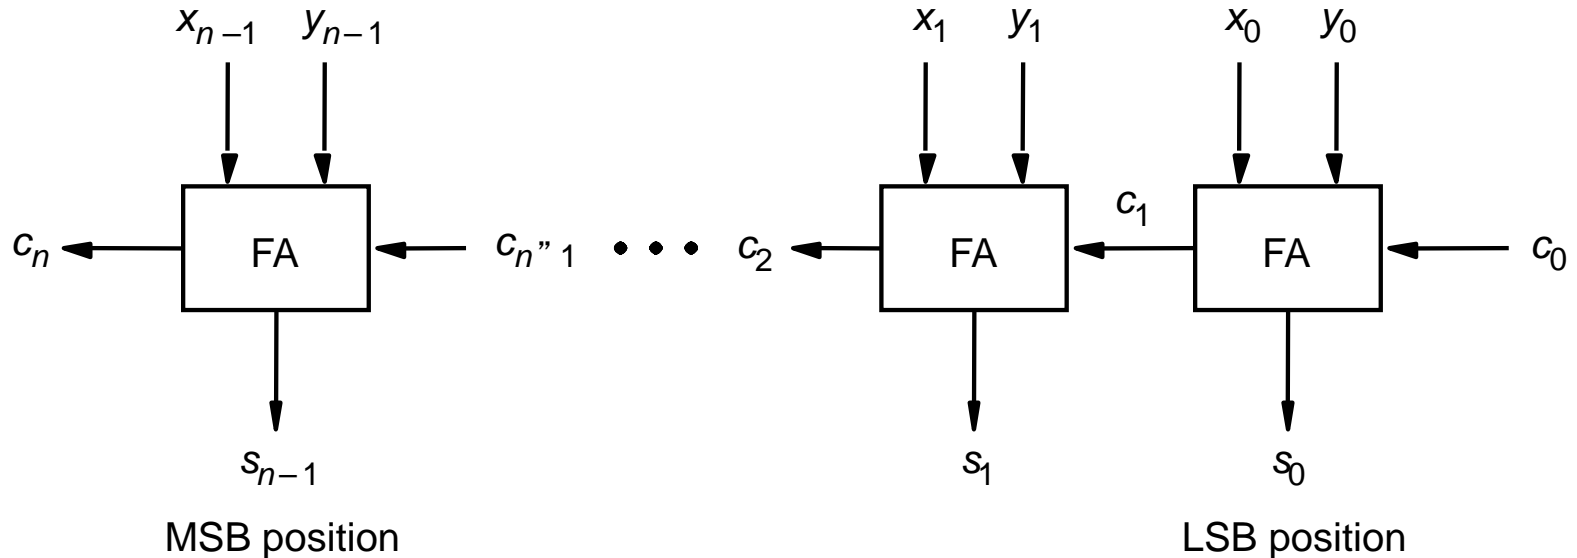 x_{n–1} y_{n–1} x_1 y_1 x_0 y_0
c_n FA c_{n” 1} • • • c_2 FA c_1 FA c_0
s_{n–1} s_1 s_0
MSB position LSB position